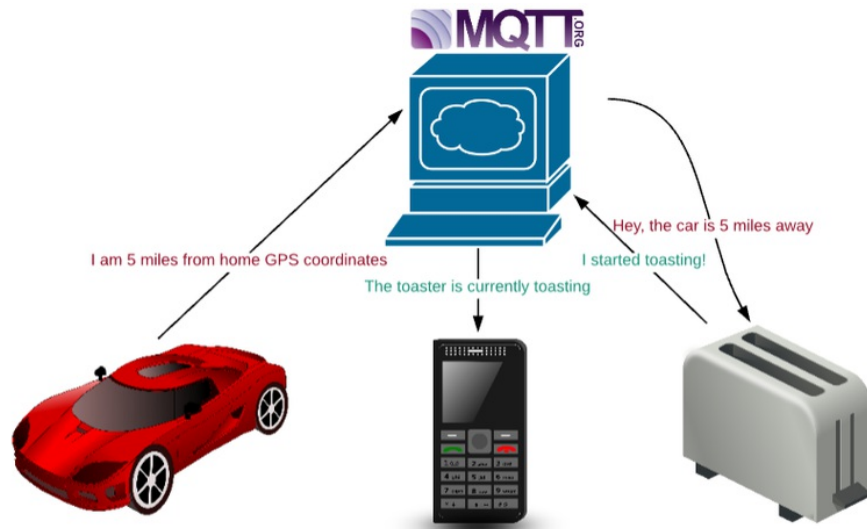 MQTT.ORG
Hey, the car is 5 miles away
I am 5 miles from home GPS coordinates
I started toasting!
The toaster is currently toasting